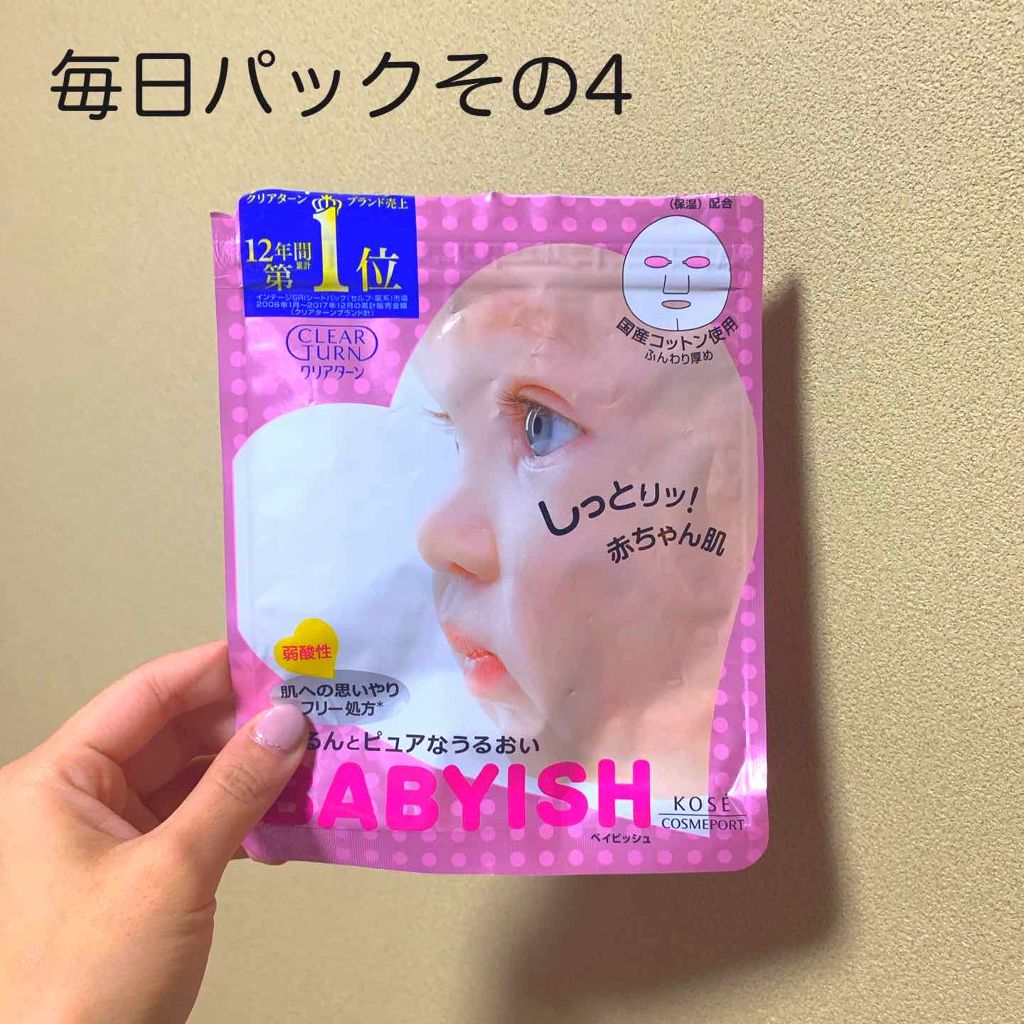 毎日パックその4
クリアターン ブランド売上
12年間
累計
第1位
インテージSRIシートパック(セルフ・薬系)市場
2006年1月~2017年12月の累計販売金額
(クリアターンブランド計)
CLEAR
TURN
クリアターン
(保湿)配合
国産コットン使用
ふんわり厚め
しっとりッ!
赤ちゃん肌
弱酸性
肌への思いやり
フリー処方*
るんとピュアなうるおい
BABYISH
ベイビッシュ
KOSE
COSMEPORT